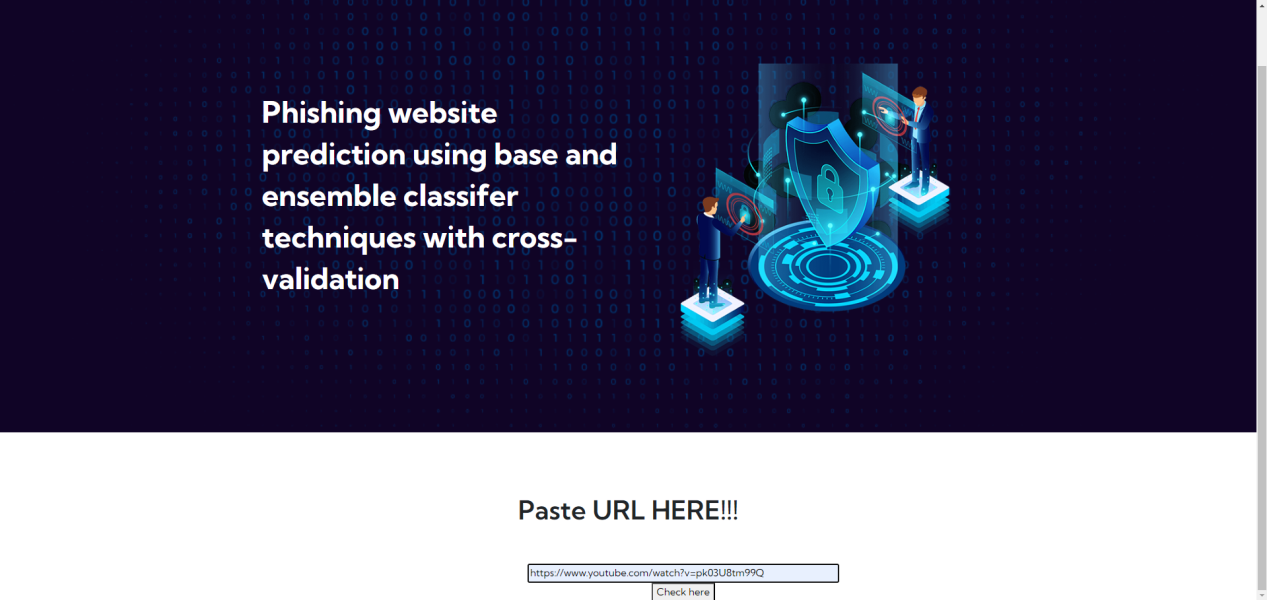 Phishing website
prediction using base and
ensemble classifer
techniques with cross-
validation
Paste URL HERE!!!
https://www.youtube.com/watch?v=pk03U8tm99Q
Check here